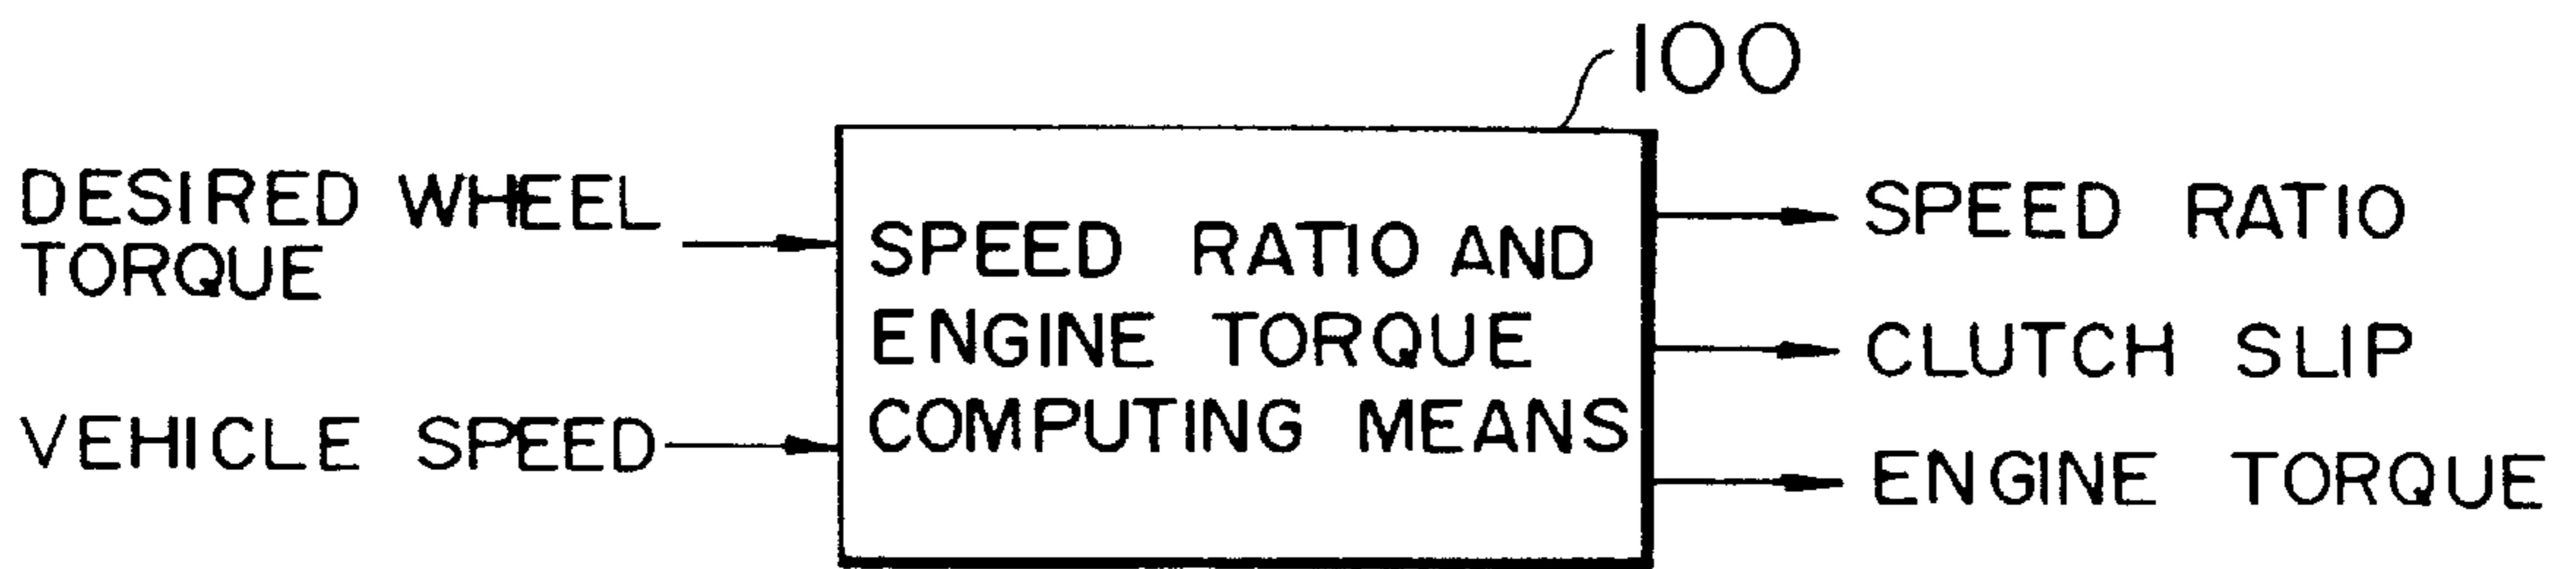 100
DESIRED WHEEL
TORQUE
VEHICLE SPEED
SPEED RATIO AND
ENGINE TORQUE
COMPUTING MEANS
SPEED RATIO
CLUTCH SLIP
ENGINE TORQUE